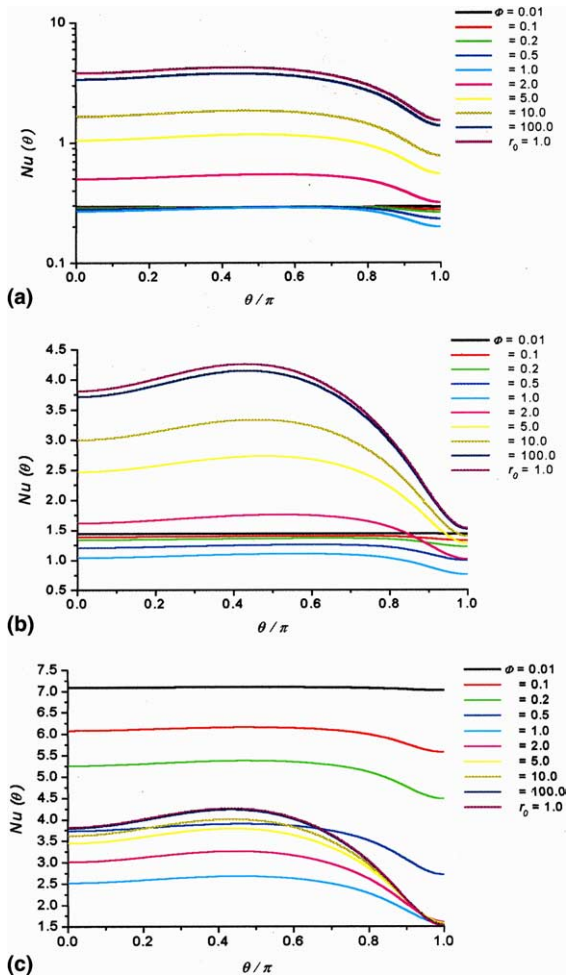 10
1
0.1
Nu (θ)
0.0 0.2 0.4 0.6 0.8 1.0
θ / π
Φ = 0.01
= 0.1
= 0.2
= 0.5
= 1.0
= 2.0
= 5.0
= 10.0
= 100.0
r₀ = 1.0
(a)
4.5
4.0
3.5
3.0
2.5
2.0
1.5
1.0
0.5
Nu (θ)
0.0 0.2 0.4 0.6 0.8 1.0
θ / π
Φ = 0.01
= 0.1
= 0.2
= 0.5
= 1.0
= 2.0
= 5.0
= 10.0
= 100.0
r₀ = 1.0
(b)
7.5
7.0
6.5
6.0
5.5
5.0
4.5
4.0
3.5
3.0
2.5
2.0
1.5
Nu (θ)
0.0 0.2 0.4 0.6 0.8 1.0
θ / π
Φ = 0.01
= 0.1
= 0.2
= 0.5
= 1.0
= 2.0
= 5.0
= 10.0
= 100.0
r₀ = 1.0
(c)